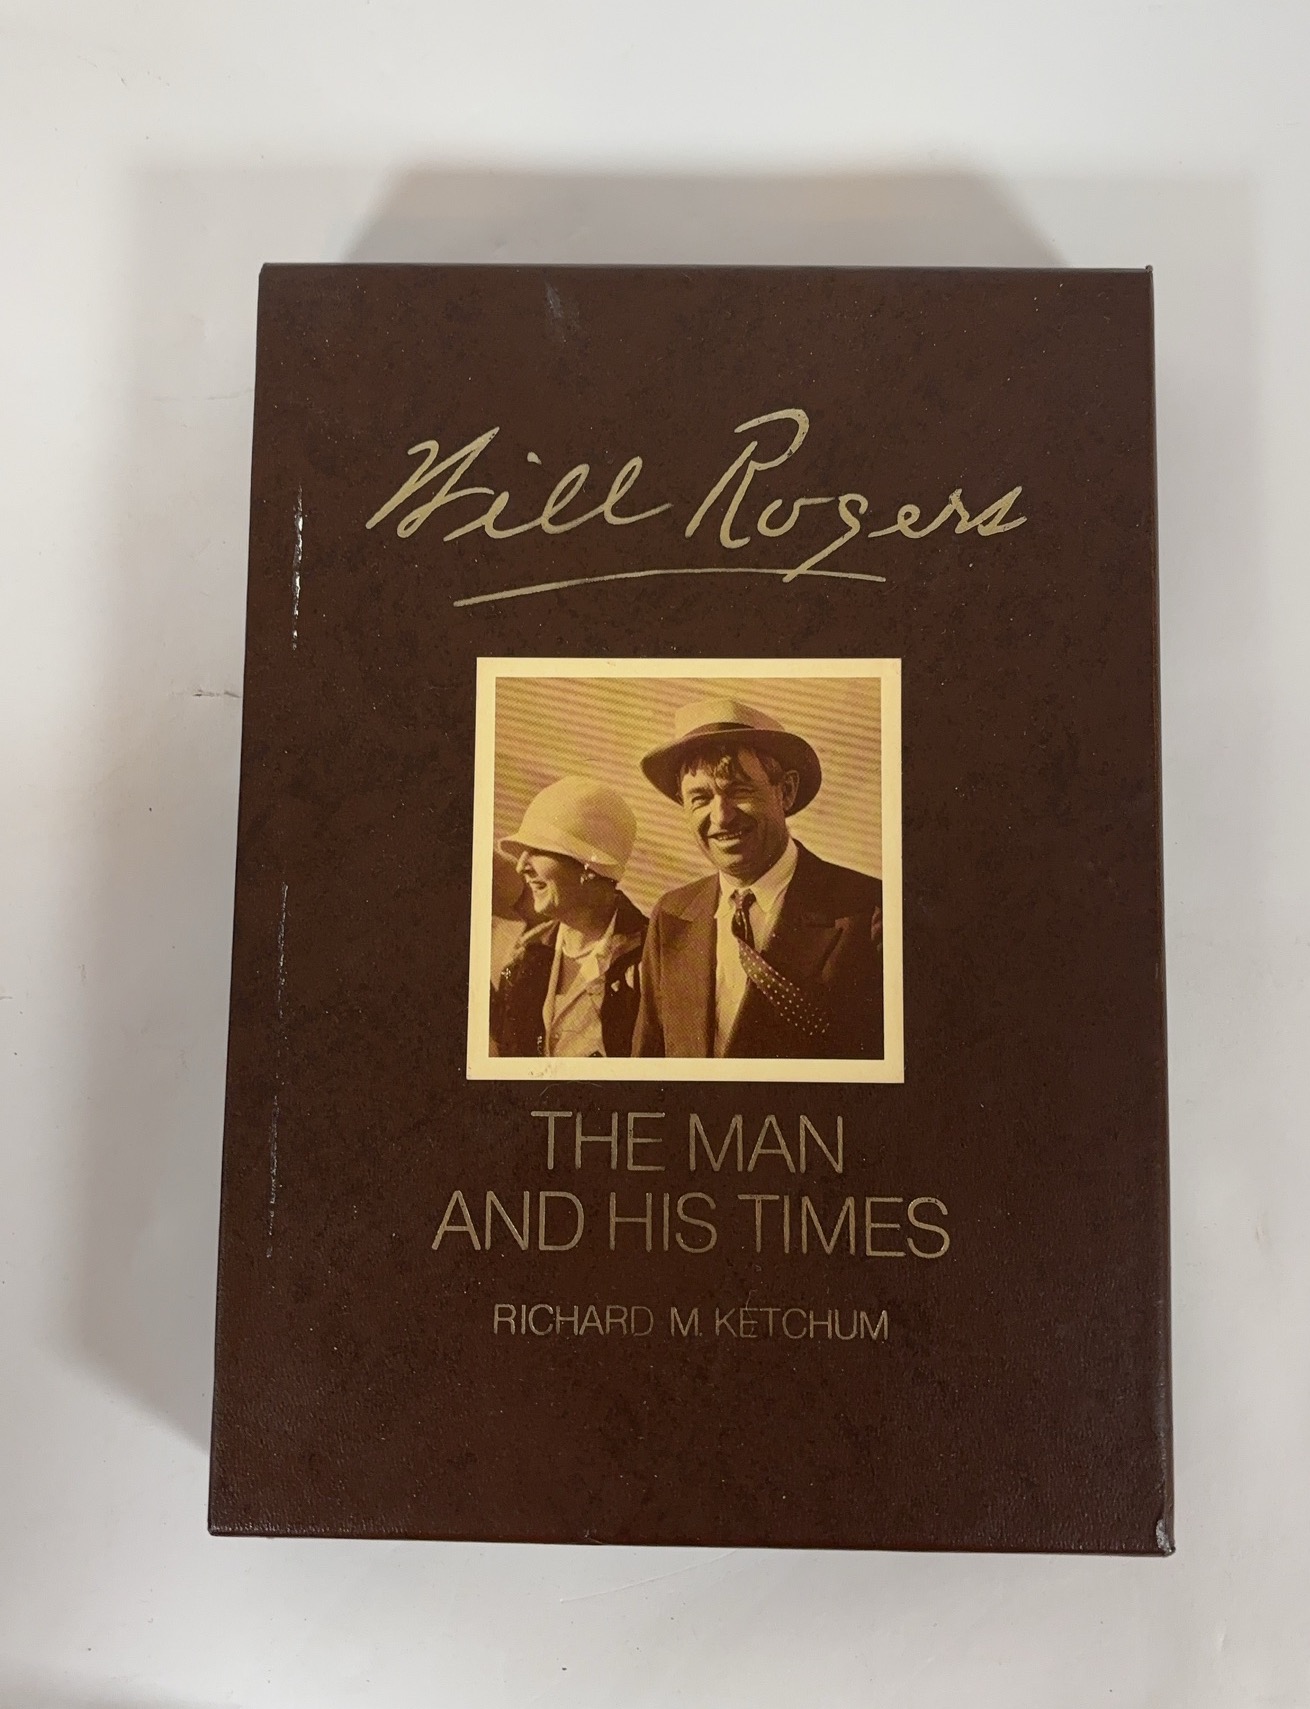 Will Rogers
THE MAN
AND HIS TIMES
RICHARD M. KETCHUM